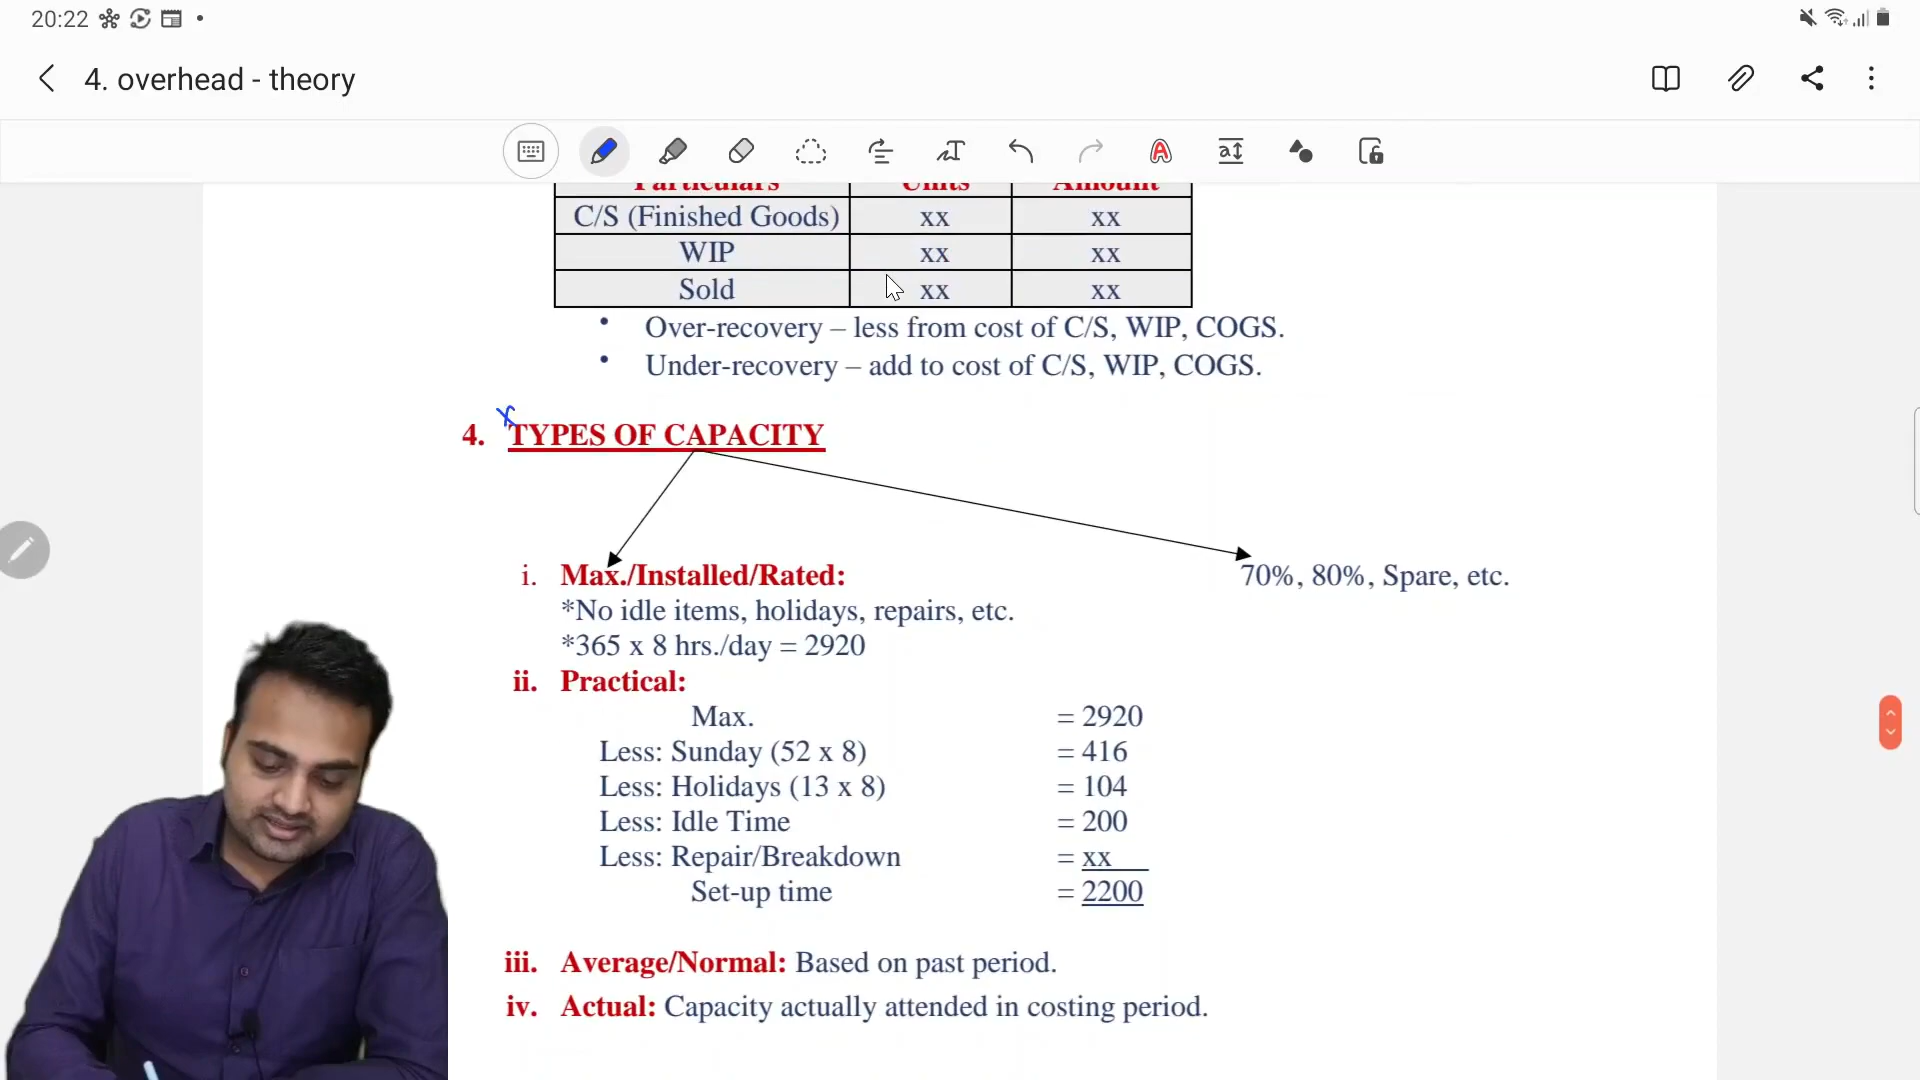 20:22
4. overhead - theory
Particulars Units Amount
C/S (Finished Goods) xx xx
WIP xx xx
Sold xx xx
• Over-recovery – less from cost of C/S, WIP, COGS.
• Under-recovery – add to cost of C/S, WIP, COGS.
4. TYPES OF CAPACITY
i. Max./Installed/Rated: 70%, 80%, Spare, etc.
*No idle items, holidays, repairs, etc.
*365 x 8 hrs./day = 2920
ii. Practical:
Max. = 2920
Less: Sunday (52 x 8) = 416
Less: Holidays (13 x 8) = 104
Less: Idle Time = 200
Less: Repair/Breakdown = xx
Set-up time = 2200
iii. Average/Normal: Based on past period.
iv. Actual: Capacity actually attended in costing period.